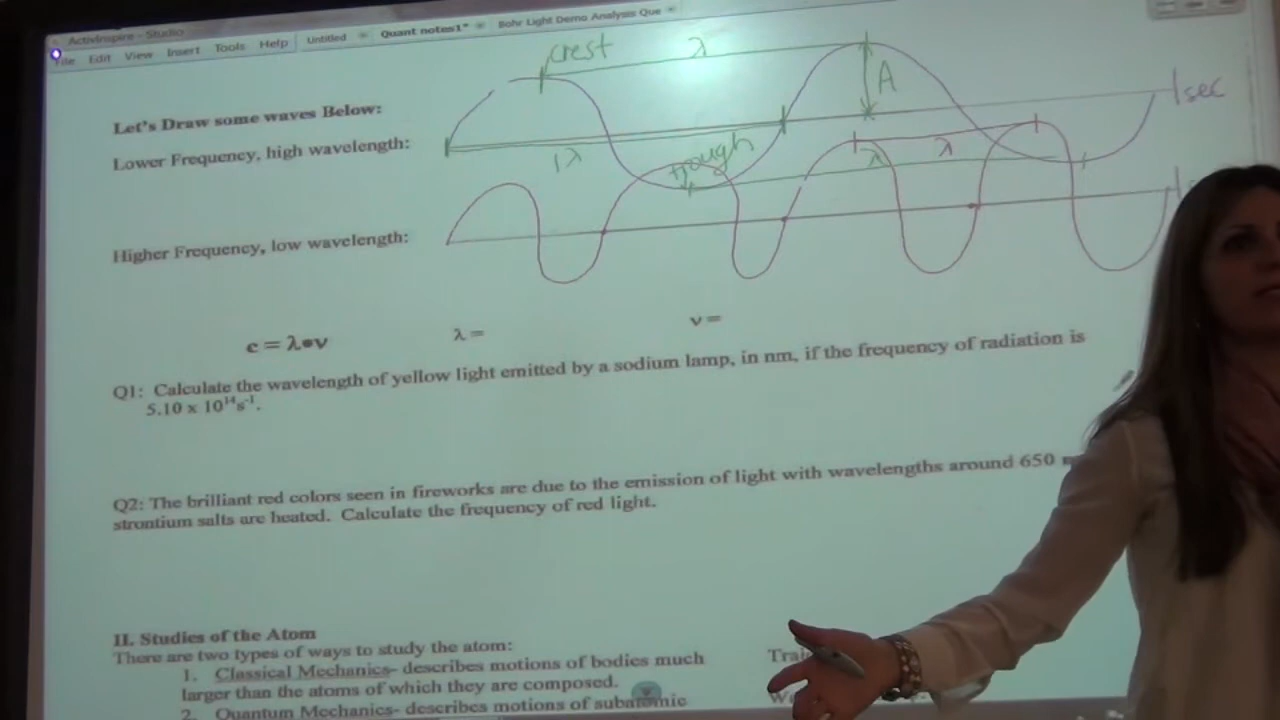 ActivInspire - Studio
File Edit View Insert Tools Help Untitled Quant notes1* Bohr Light Demo Analysis Que
crest λ
A
1sec
Let's Draw some waves Below:
Lower Frequency, high wavelength:
1λ trough λ λ
Higher Frequency, low wavelength:
c = λ•ν λ = ν =
Q1: Calculate the wavelength of yellow light emitted by a sodium lamp, in nm, if the frequency of radiation is
5.10 x 10¹⁴s⁻¹.
Q2: The brilliant red colors seen in fireworks are due to the emission of light with wavelengths around 650
strontium salts are heated. Calculate the frequency of red light.
II. Studies of the Atom
There are two types of ways to study the atom:
1. Classical Mechanics- describes motions of bodies much
larger than the atoms of which they are composed.
2. Quantum Mechanics- describes motions of subatomic